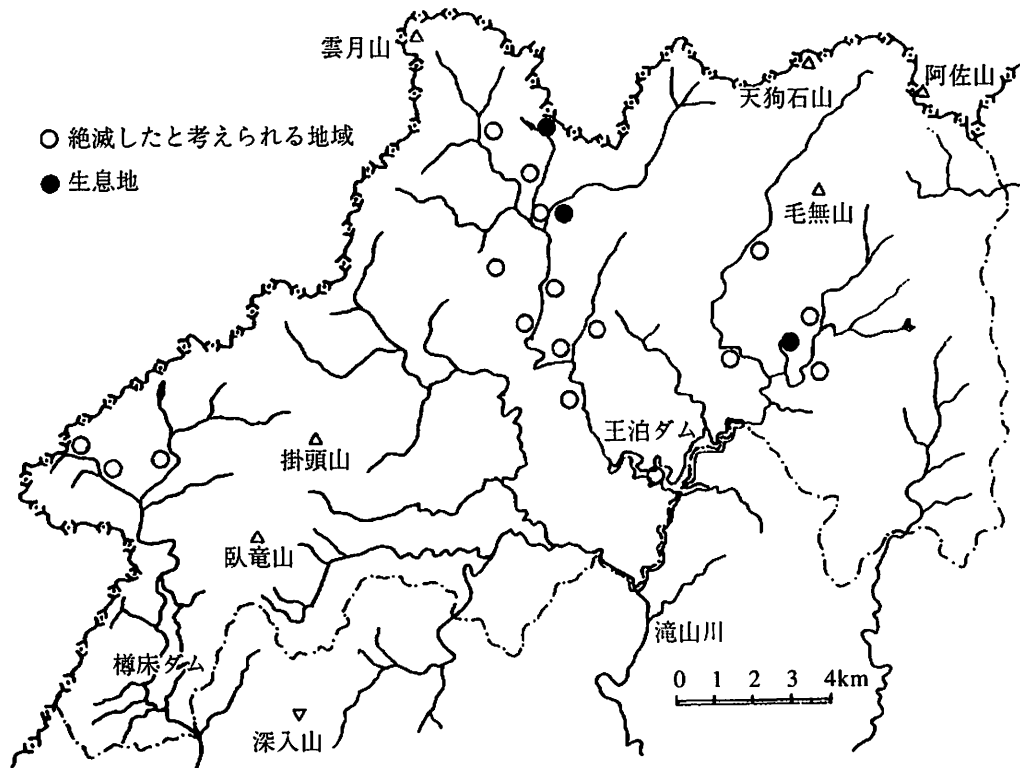 雲月山
天狗石山
阿佐山
○ 絶滅したと考えられる地域
● 生息地
毛無山
王泊ダム
掛頭山
臥竜山
滝山川
樽床ダム
0 1 2 3 4km
深入山